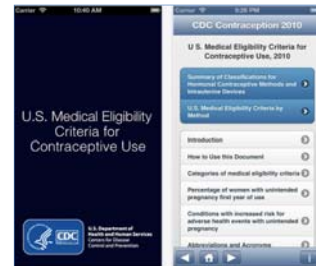 Carrier
10:40 AM
U.S. Medical Eligibility
Criteria for
Contraceptive Use
CDC
U.S. Department of
Health and Human Services
Centers for Disease
Control and Prevention
Carrier
9:26 PM
CDC Contraception 2010
U S. Medical Eligibility Criteria for
Contraceptive Use, 2010
Summary of Classifications for
Hormonal Contraceptive Methods and
Intrauterine Devices
U.S. Medical Eligibility Criteria by
Method
Introduction
How to Use this Document
Categories of medical eligibility criteria
Percentage of women with unintended
pregnancy first year of use
Conditions with increased risk for
adverse health events with unintended
pregnancy
Abbreviations and Acronyms